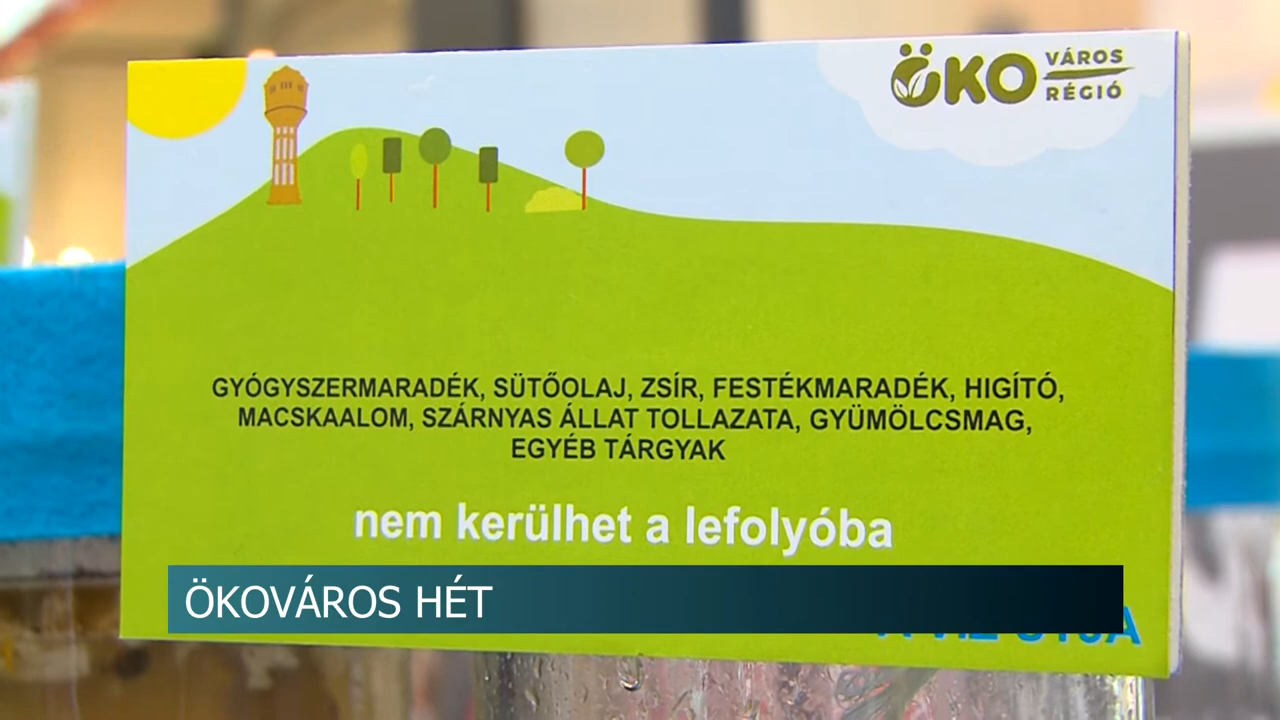 ÖKO VÁROS
RÉGIÓ
GYÓGYSZERMARADÉK, SÜTŐOLAJ, ZSÍR, FESTÉKMARADÉK, HIGÍTÓ,
MACSKAALOM, SZÁRNYAS ÁLLAT TOLLAZATA, GYÜMÖLCSMAG,
EGYÉB TÁRGYAK
nem kerülhet a lefolyóba
ÖKOVÁROS HÉT